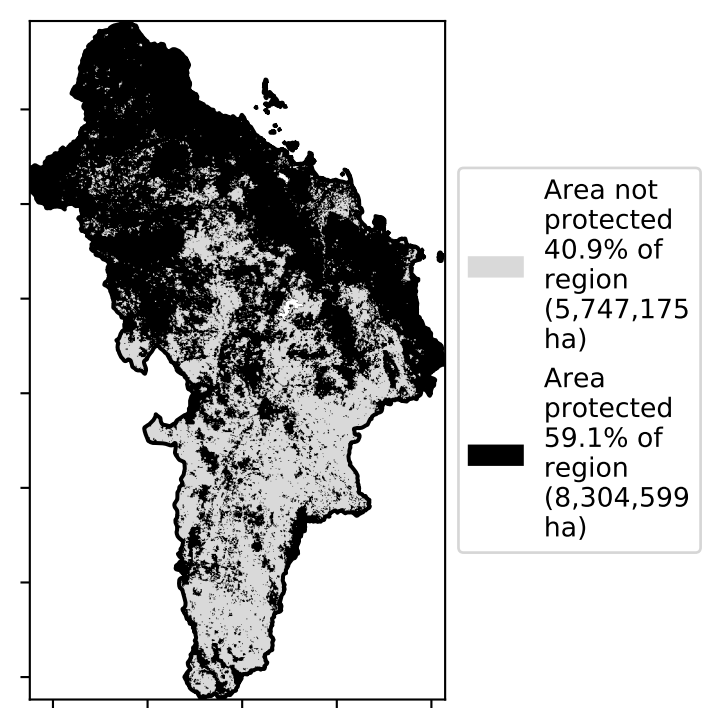 Area not
protected
40.9% of
region
(5,747,175
ha)
Area
protected
59.1% of
region
(8,304,599
ha)